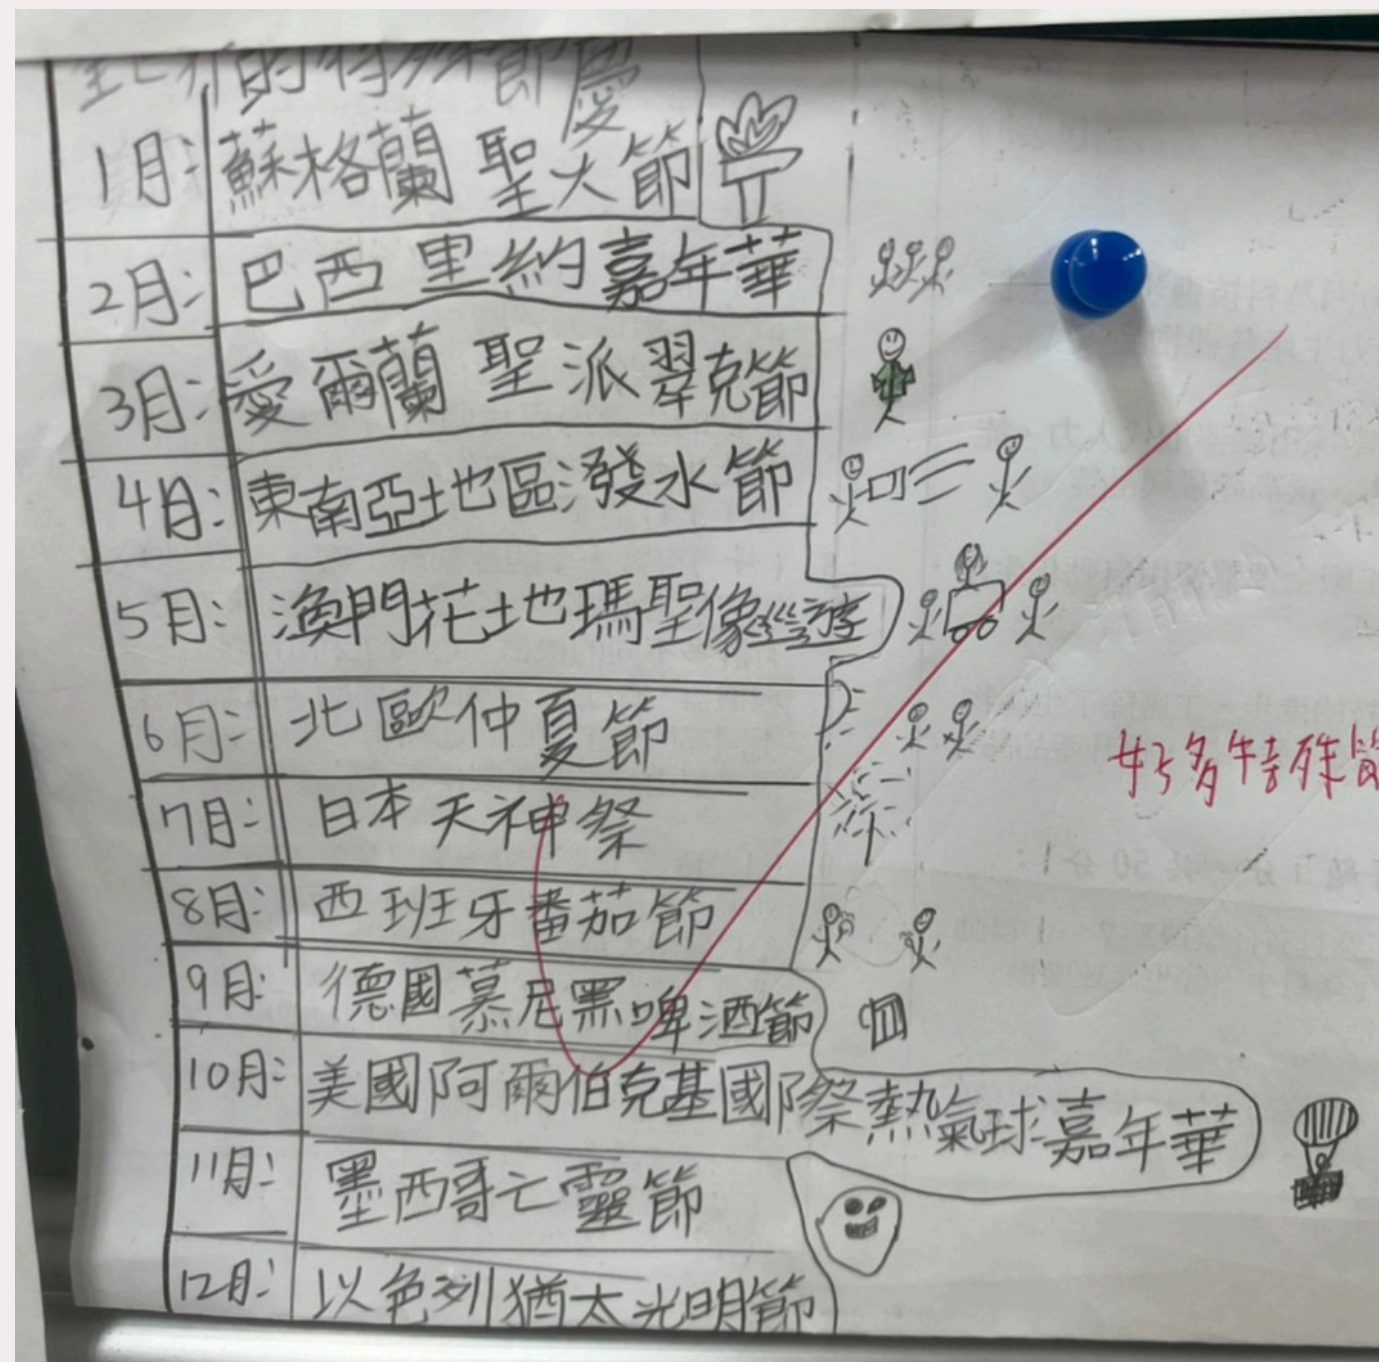 的特殊節慶
1月: 蘇格蘭 聖火節
2月: 巴西 里約嘉年華
3月: 愛爾蘭 聖派翠克節
4月: 東南亞地區潑水節
5月: 澳門花地瑪聖像巡遊
6月: 北歐仲夏節
7月: 日本天神祭
8月: 西班牙番茄節
9月: 德國慕尼黑啤酒節
10月: 美國阿爾伯克基國際熱氣球嘉年華
11月: 墨西哥亡靈節
12月: 以色列猶太光明節
好多特殊節